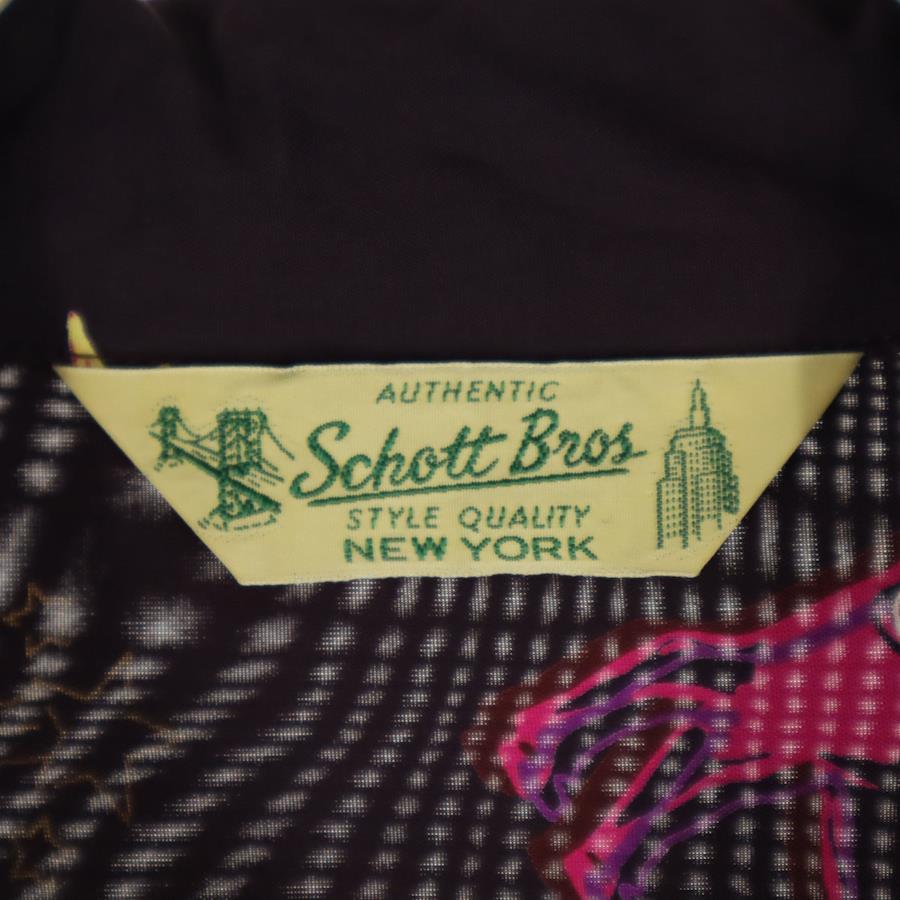 AUTHENTIC
Schott Bros
STYLE QUALITY
NEW YORK